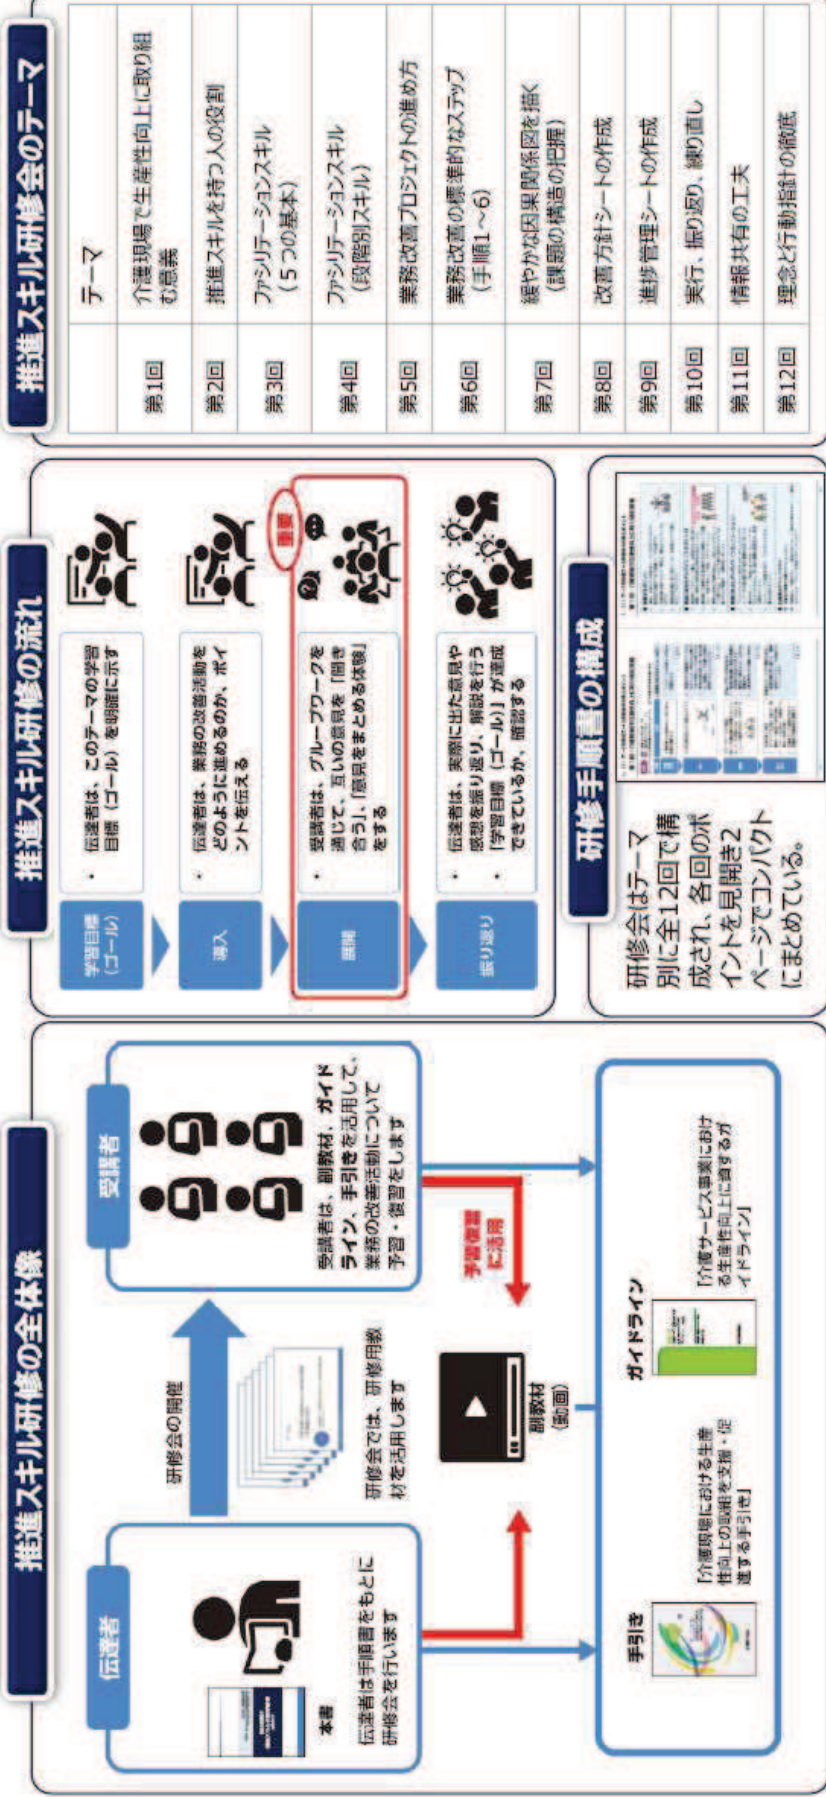 推進スキル研修の全体像
伝達者
本書
伝達者は手順書をもとに
研修会を行います
研修会の開催
研修会では、研修用教
材を活用します
受講者
受講者は、副教材、ガイド
ライン、手引きを活用して、
業務の改善活動について
予習・復習をします
予習復習
に活用
副教材
(動画)
手引き
「介護現場における生産
性向上の取組を支援・促
進する手引き」
ガイドライン
「介護サービス事業におけ
る生産性向上に資するガ
イドライン」
推進スキル研修の流れ
学習目標
(ゴール)
・ 伝達者は、このテーマの学習
目標（ゴール）を明確に示す
導入
・ 伝達者は、業務の改善活動を
どのように進めるのか、ポイ
ントを伝える
重要
展開
・ 受講者は、グループワークを
通じて、互いの意見を「聞き
合う」、「意見をまとめる体験」
をする
振り返り
・ 伝達者は、実際に出た意見や
感想を振り返り、解説を行う
・ 「学習目標（ゴール）」が達成
できているか、確認する
研修手順書の構成
研修会はテーマ
別に全12回で構
成され、各回のポ
イントを見開き2
ページでコンパクト
にまとめている。
推進スキル研修会のテーマ
テーマ
第1回 介護現場で生産性向上に取り組
む意義
第2回 推進スキルを持つ人の役割
第3回 ファシリテーションスキル
（5つの基本）
第4回 ファシリテーションスキル
（段階別スキル）
第5回 業務改善プロジェクトの進め方
第6回 業務改善の標準的なステップ
（手順1～6）
第7回 緩やかな因果関係図を描く
（課題の構造の把握）
第8回 改善方針シートの作成
第9回 進捗管理シートの作成
第10回 実行、振り返り、練り直し
第11回 情報共有の工夫
第12回 理念と行動指針の徹底